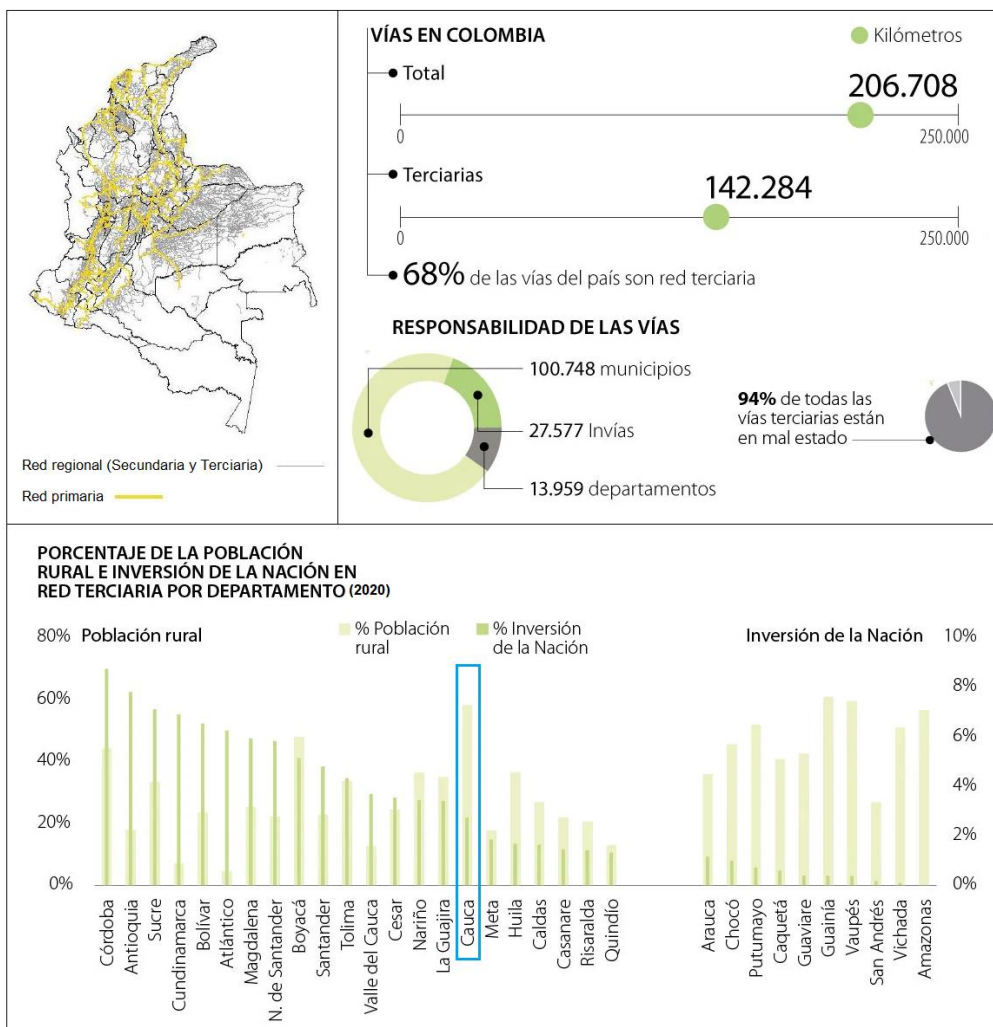 Red regional (Secundaria y Terciaria)
Red primaria
VÍAS EN COLOMBIA
Kilómetros
Total
206.708
0
250.000
Terciarias
142.284
0
250.000
68% de las vías del país son red terciaria
RESPONSABILIDAD DE LAS VÍAS
100.748 municipios
27.577 Invías
13.959 departamentos
94% de todas las
vías terciarias están
en mal estado
PORCENTAJE DE LA POBLACIÓN
RURAL E INVERSIÓN DE LA NACIÓN EN
RED TERCIARIA POR DEPARTAMENTO (2020)
80%
Población rural
% Población
rural
% Inversión
de la Nación
Inversión de la Nación
10%
60%
8%
6%
40%
4%
20%
2%
0%
0%
Córdoba
Antioquia
Sucre
Cundinamarca
Bolívar
Atlántico
Magdalena
N. de Santander
Boyacá
Santander
Tolima
Valle del Cauca
Cesar
Nariño
La Guajira
Cauca
Meta
Huila
Caldas
Casanare
Risaralda
Quindío
Arauca
Chocó
Putumayo
Caquetá
Guaviare
Guainía
Vaupés
San Andrés
Vichada
Amazonas